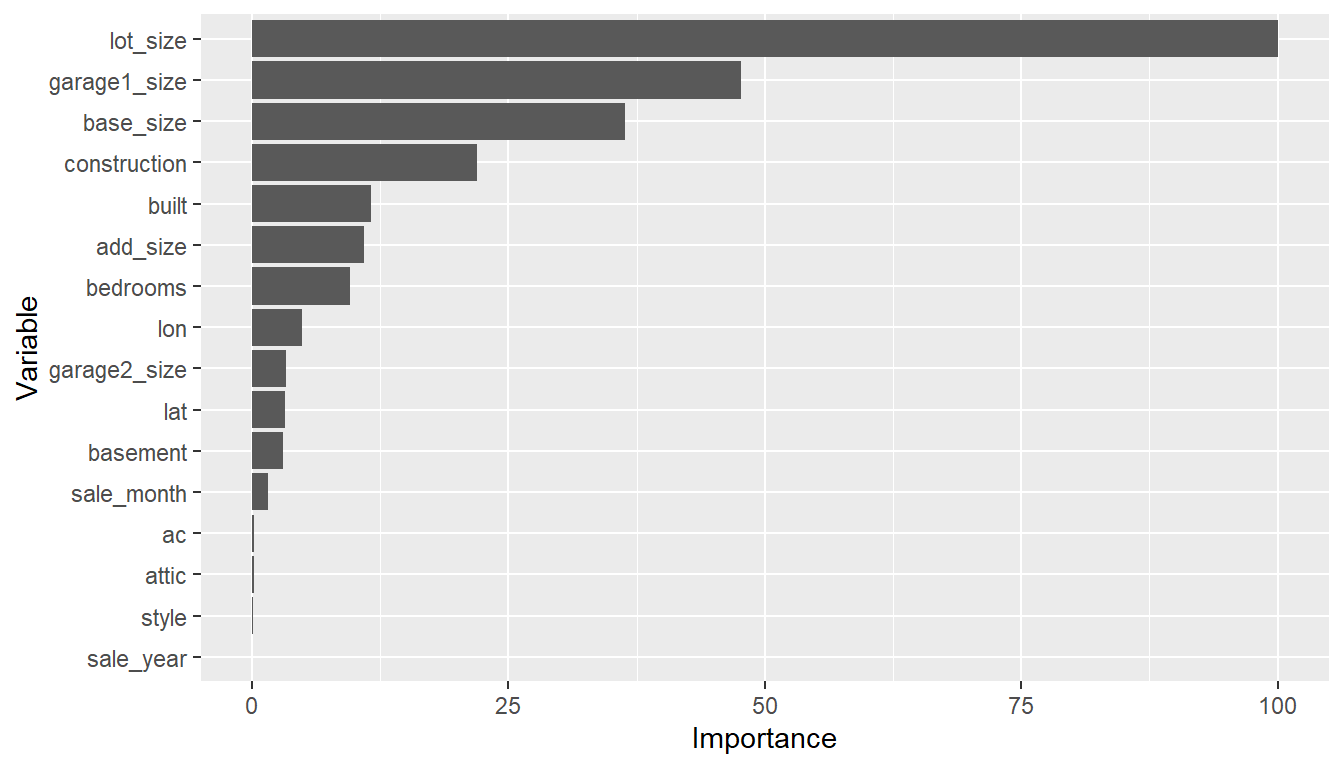 lot_size
garage1_size
base_size
construction
built
add_size
bedrooms
lon
garage2_size
lat
basement
sale_month
ac
attic
style
sale_year
Variable
0 25 50 75 100
Importance